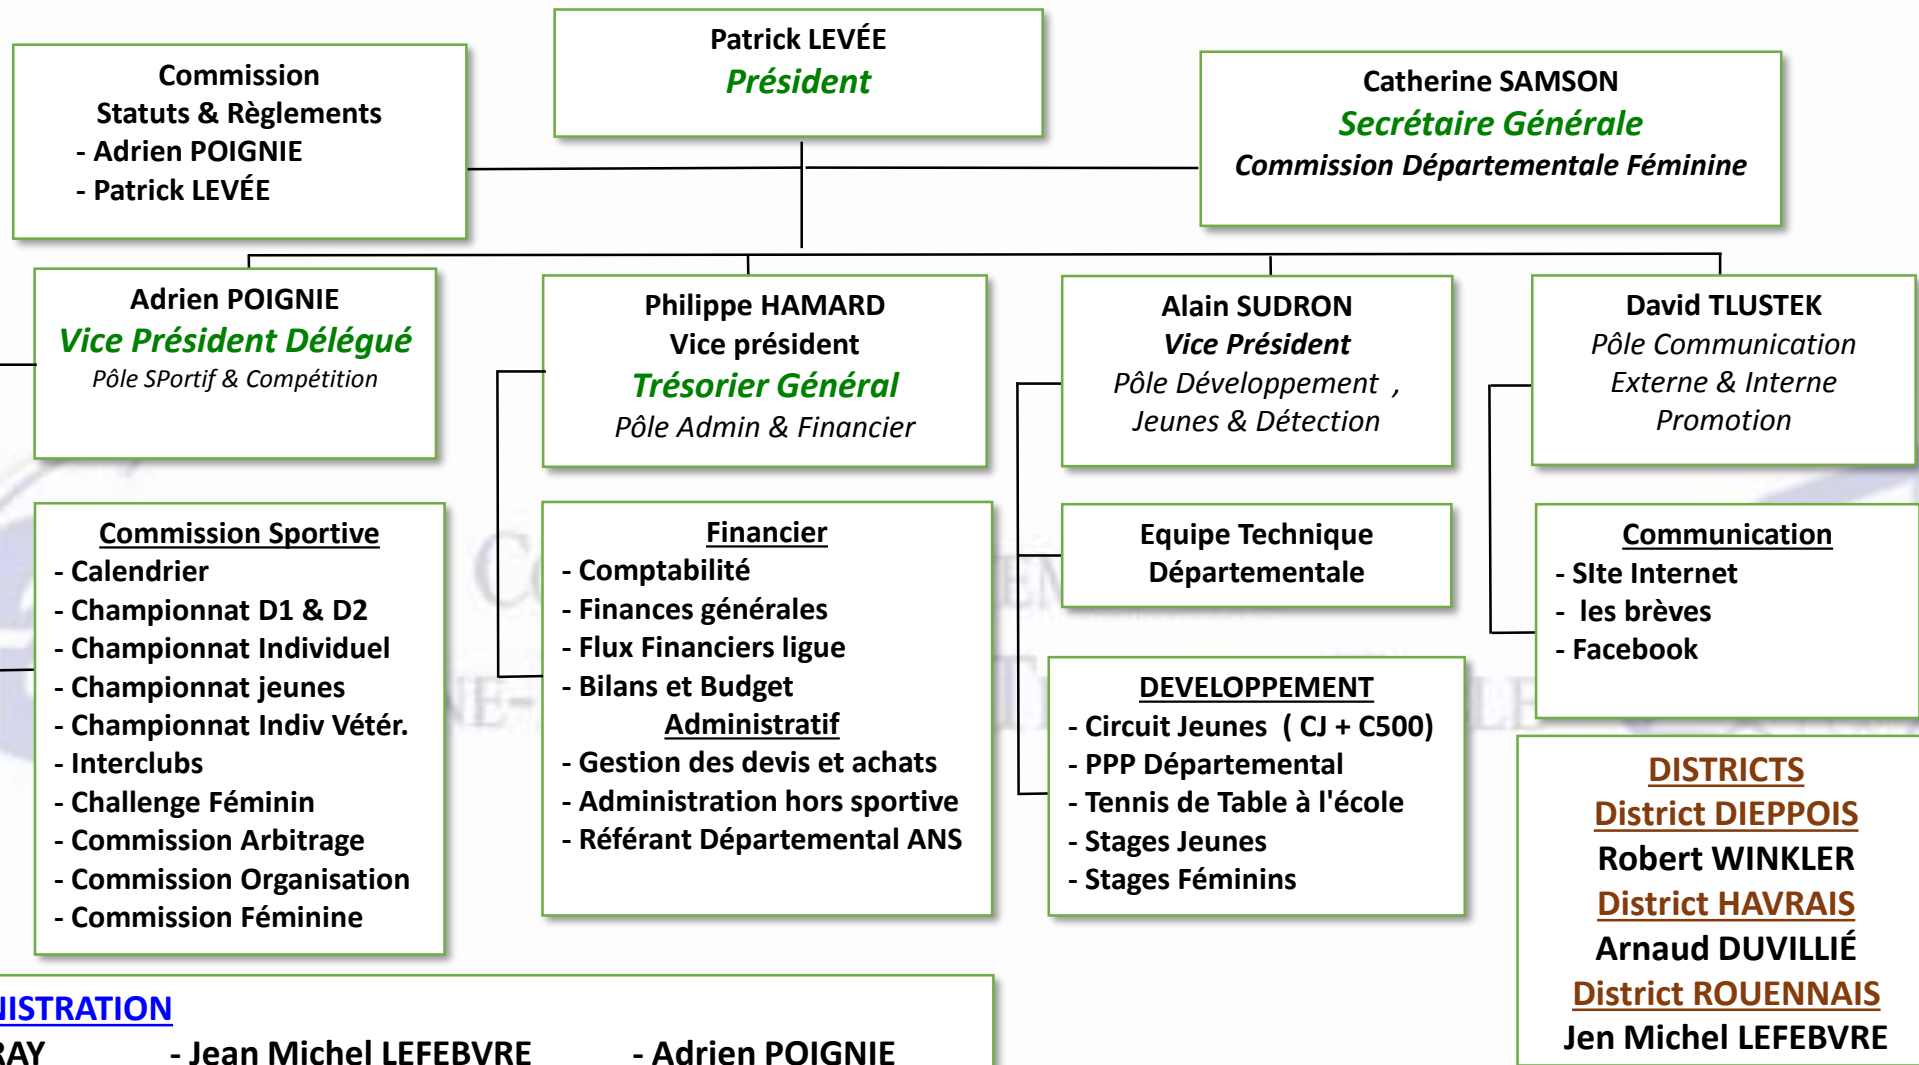 Patrick LEVÉE
Président
Commission
Statuts & Règlements
- Adrien POIGNIE
- Patrick LEVÉE
Catherine SAMSON
Secrétaire Générale
Commission Départementale Féminine
Adrien POIGNIE
Vice Président Délégué
Pôle SPortif & Compétition
Philippe HAMARD
Vice président
Trésorier Général
Pôle Admin & Financier
Alain SUDRON
Vice Président
Pôle Développement ,
Jeunes & Détection
David TLUSTEK
Pôle Communication
Externe & Interne
Promotion
Commission Sportive
- Calendrier
- Championnat D1 & D2
- Championnat Individuel
- Championnat jeunes
- Championnat Indiv Vétér.
- Interclubs
- Challenge Féminin
- Commission Arbitrage
- Commission Organisation
- Commission Féminine
Financier
- Comptabilité
- Finances générales
- Flux Financiers ligue
- Bilans et Budget
Administratif
- Gestion des devis et achats
- Administration hors sportive
- Référant Départemental ANS
Equipe Technique
Départementale
DEVELOPPEMENT
- Circuit Jeunes ( CJ + C500)
- PPP Départemental
- Tennis de Table à l'école
- Stages Jeunes
- Stages Féminins
Communication
- SIte Internet
- les brèves
- Facebook
DISTRICTS
District DIEPPOIS
Robert WINKLER
District HAVRAIS
Arnaud DUVILLIÉ
District ROUENNAIS
Jen Michel LEFEBVRE
NISTRATION
RAY - Jean Michel LEFEBVRE - Adrien POIGNIE